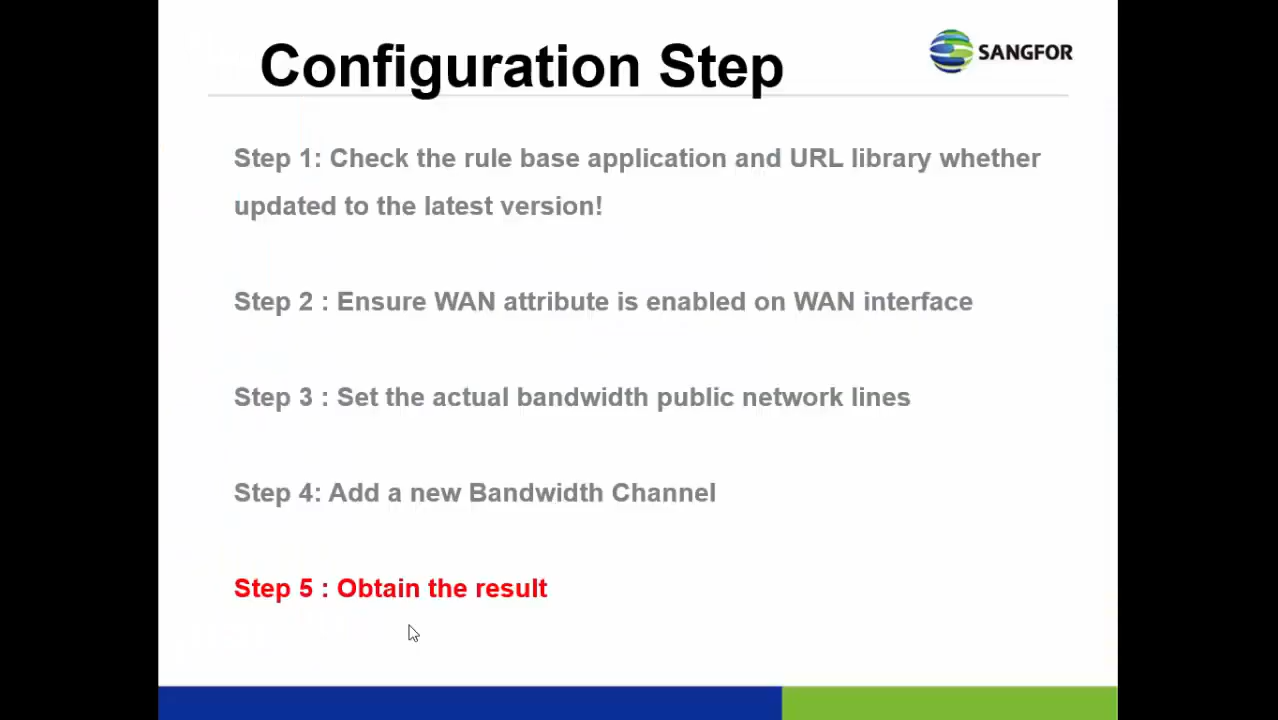 Configuration Step
SANGFOR
Step 1: Check the rule base application and URL library whether
updated to the latest version!
Step 2 : Ensure WAN attribute is enabled on WAN interface
Step 3 : Set the actual bandwidth public network lines
Step 4: Add a new Bandwidth Channel
Step 5 : Obtain the result